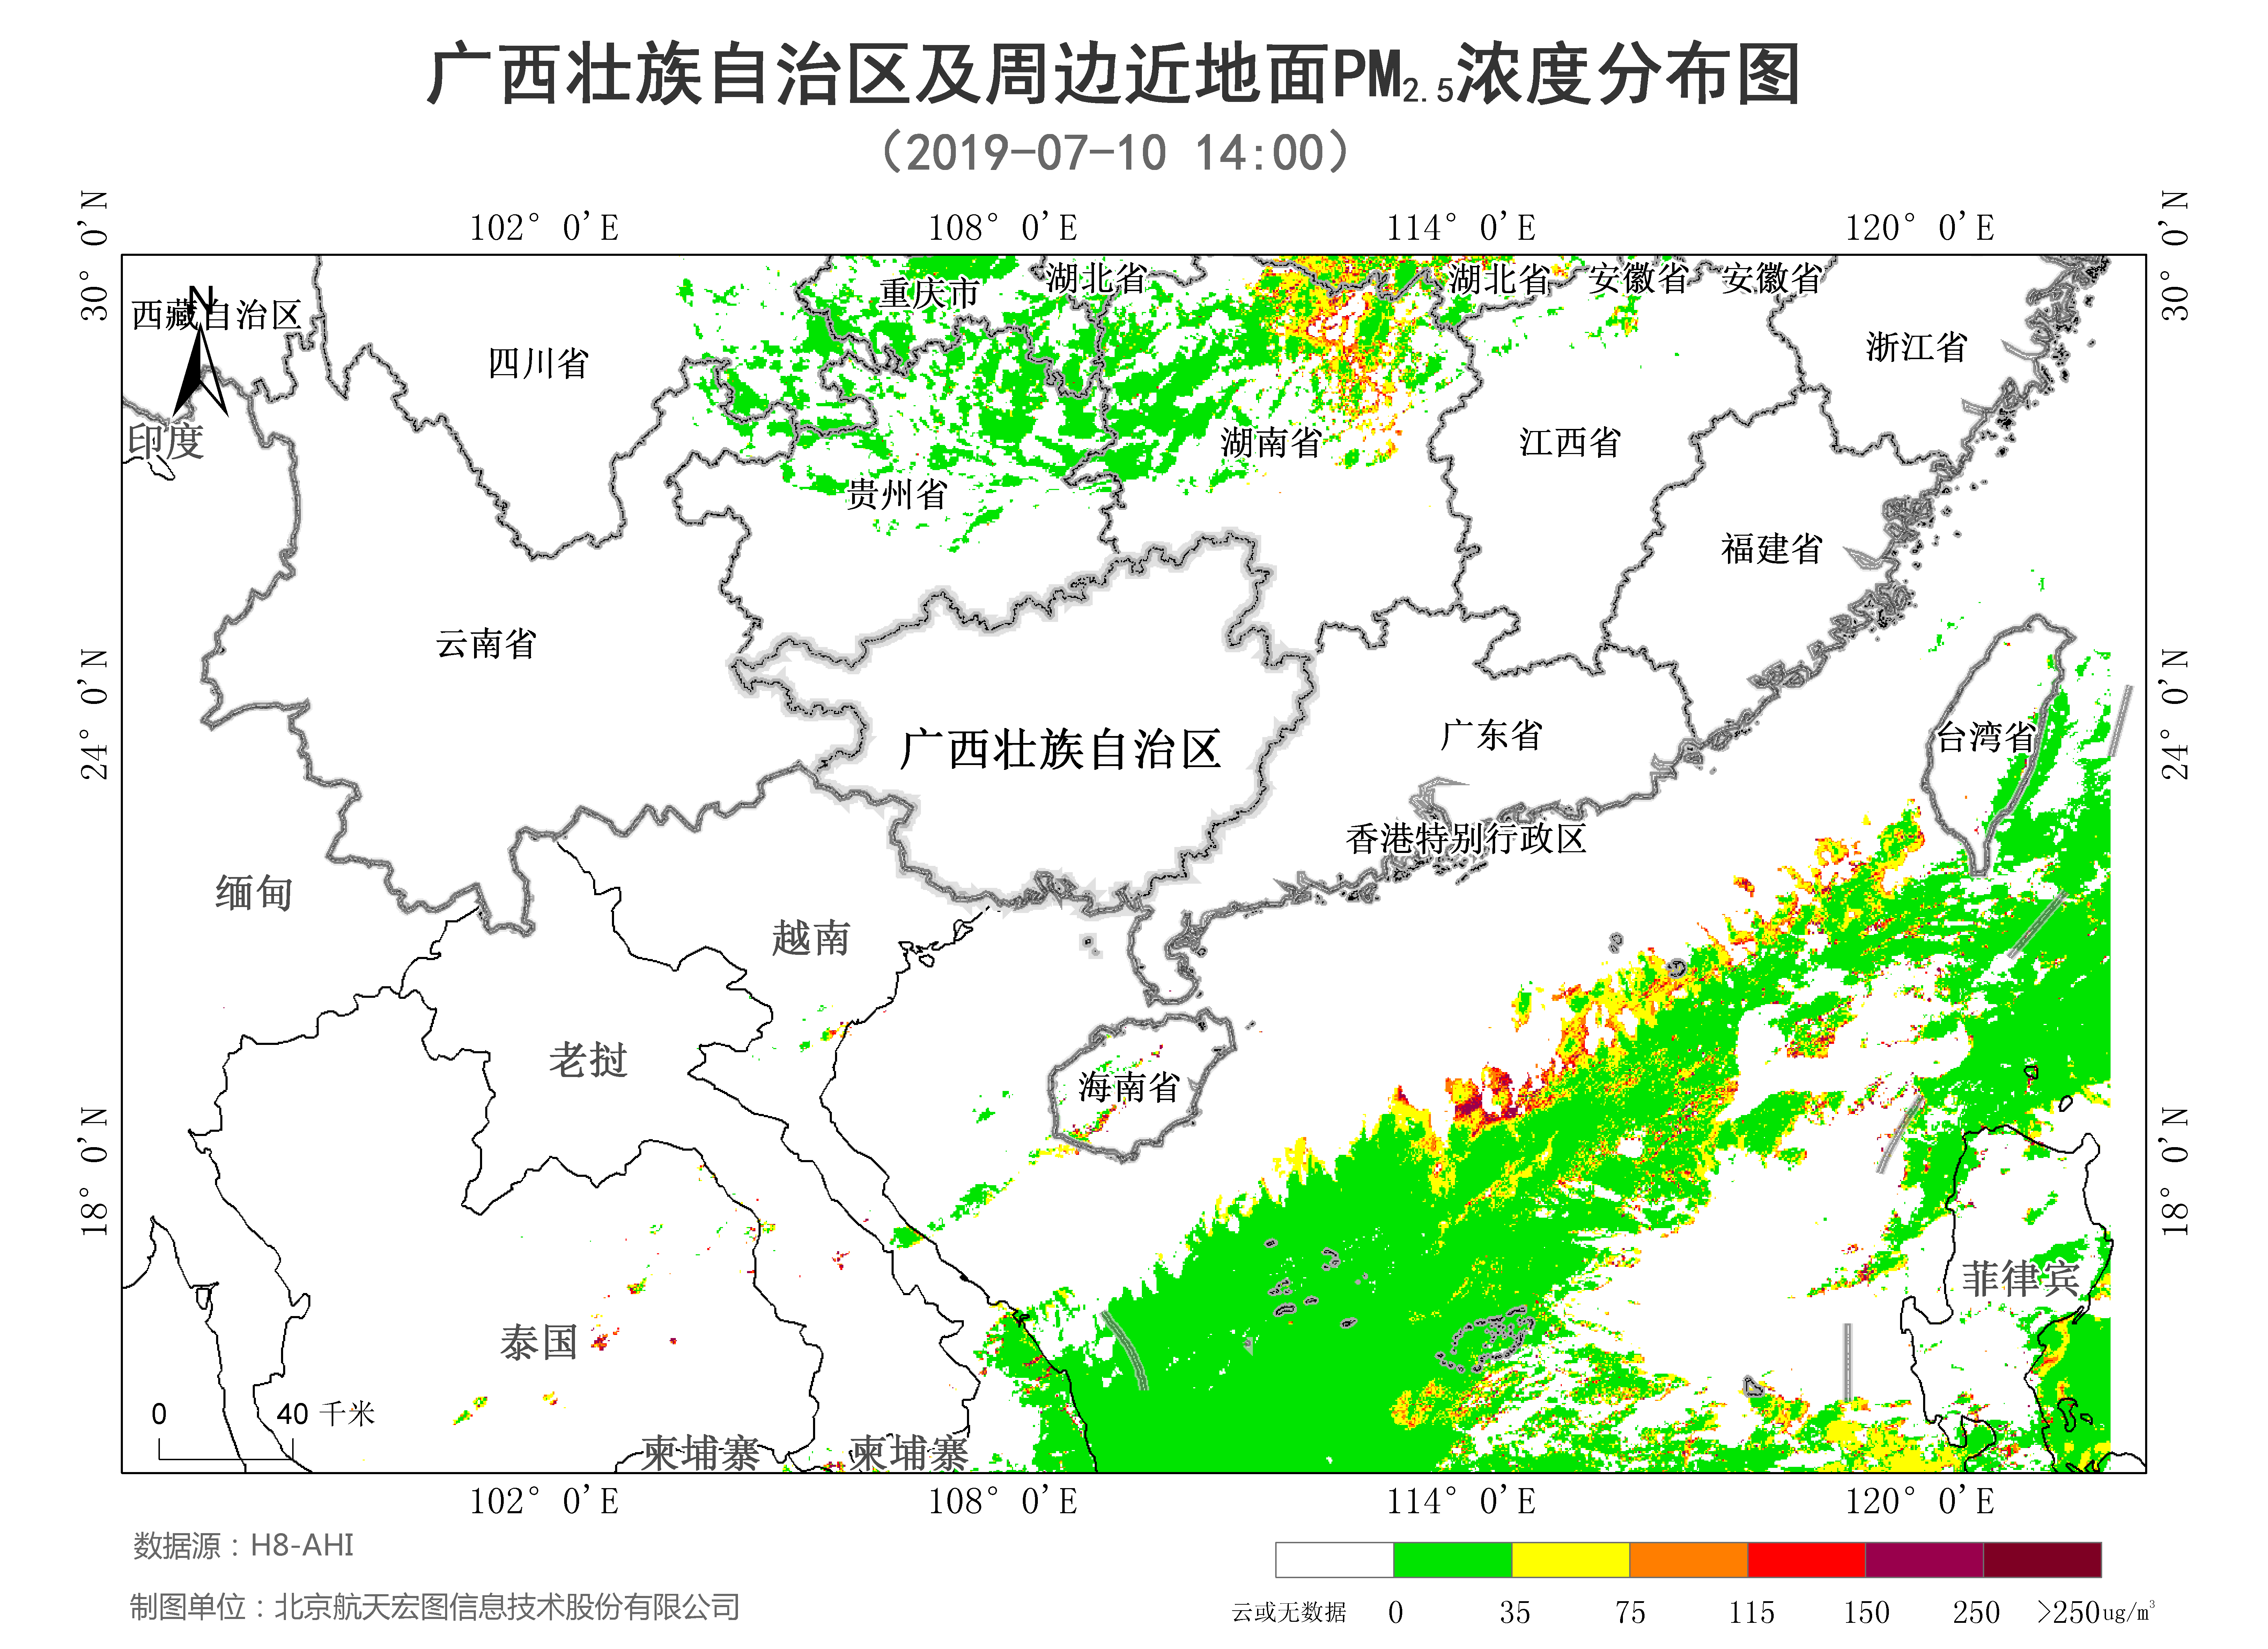 广西壮族自治区及周边近地面PM2.5浓度分布图
（2019-07-10 14:00）
102° 0'E 108° 0'E 114° 0'E 120° 0'E
30° 0'N
30° 0'N
N
西藏自治区
重庆市
湖北省
湖北省
安徽省
安徽省
四川省
浙江省
印度
湖南省
江西省
贵州省
福建省
云南省
24° 0'N
24° 0'N
广西壮族自治区
广东省
台湾省
香港特别行政区
缅甸
越南
老挝
海南省
18° 0'N
18° 0'N
菲律宾
泰国
0 40 千米
柬埔寨
柬埔寨
102° 0'E 108° 0'E 114° 0'E 120° 0'E
数据源：H8-AHI
制图单位：北京航天宏图信息技术股份有限公司
云或无数据 0 35 75 115 150 250 >250ug/m³